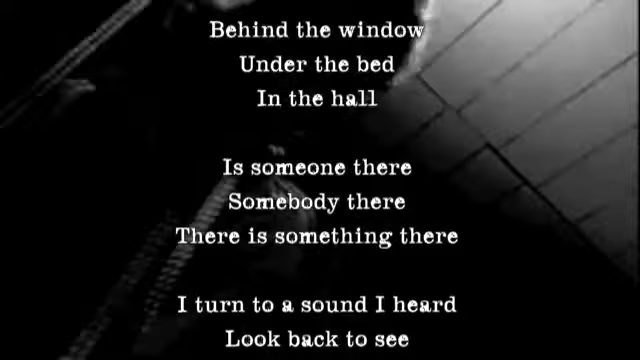 Behind the window
Under the bed
In the hall
Is someone there
Somebody there
There is something there
I turn to a sound I heard
Look back to see